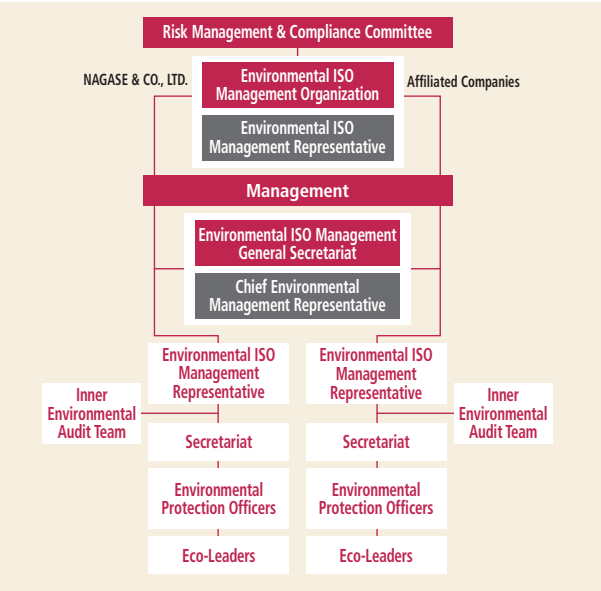 Risk Management & Compliance Committee
NAGASE & CO., LTD.
Environmental ISO
Management Organization
Affiliated Companies
Environmental ISO
Management Representative
Management
Environmental ISO Management
General Secretariat
Chief Environmental
Management Representative
Environmental ISO
Management
Representative
Environmental ISO
Management
Representative
Inner
Environmental
Audit Team
Inner
Environmental
Audit Team
Secretariat
Secretariat
Environmental
Protection Officers
Environmental
Protection Officers
Eco-Leaders
Eco-Leaders